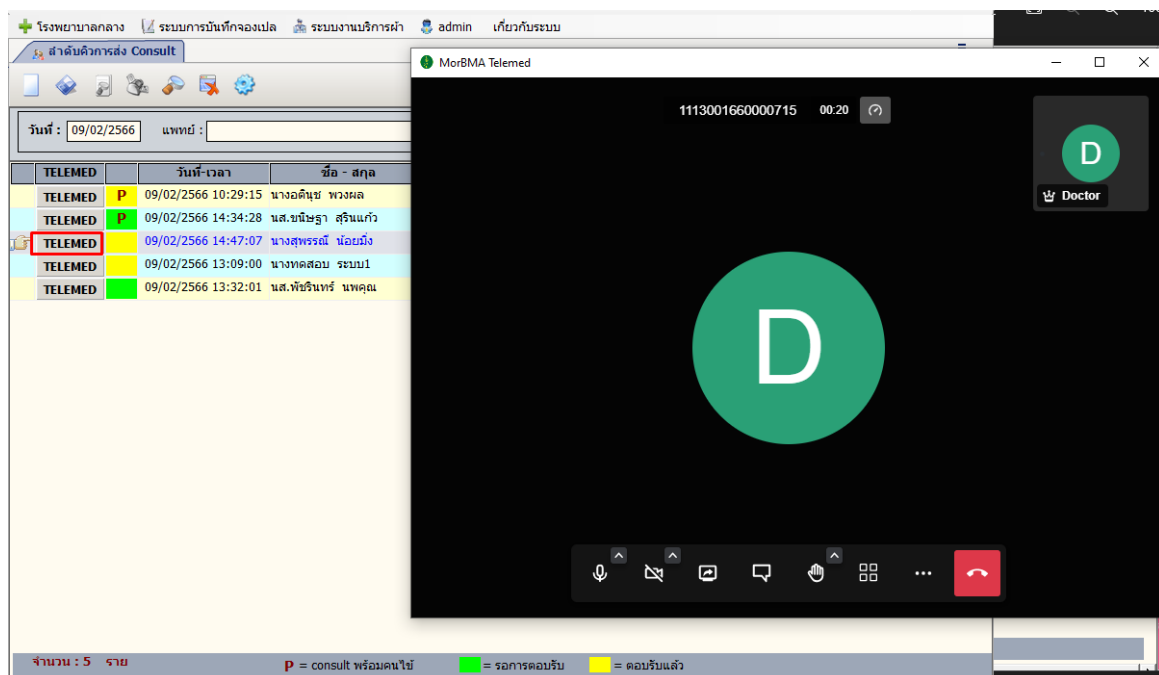 โรงพยาบาลกลาง ระบบการบันทึกจองเปล ระบบงานบริการผ้า admin เกี่ยวกับระบบ
ลำดับคิวการส่ง Consult
MorBMA Telemed
1113001660000715 00:20
วันที่ : 09/02/2566 แพทย์ :
D
Doctor
TELEMED วันที่-เวลา ชื่อ - สกุล
TELEMED P 09/02/2566 10:29:15 นางอตินุช พวงผล
TELEMED P 09/02/2566 14:34:28 นส.ขนิษฐา สุรินแก้ว
TELEMED 09/02/2566 14:47:07 นางสุพรรณี น้อยมิ่ง
TELEMED 09/02/2566 13:09:00 นางทดสอบ ระบบ1
TELEMED 09/02/2566 13:32:01 นส.พัชรินทร์ นพคุณ
D
จำนวน : 5 ราย P = consult พร้อมคนไข้ = รอการตอบรับ = ตอบรับแล้ว